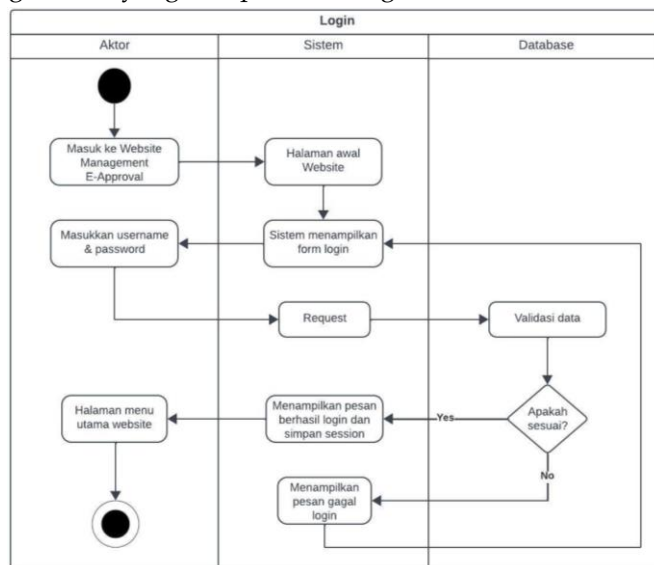 Login
Aktor
Sistem
Database
Masuk ke Website
Management
E-Approval
Halaman awal
Website
Masukkan username
& password
Sistem menampilkan
form login
Request
Validasi data
Halaman menu
utama website
Menampilkan pesan
berhasil login dan
simpan session
Yes
Apakah
sesuai?
No
Menampilkan
pesan gagal
login